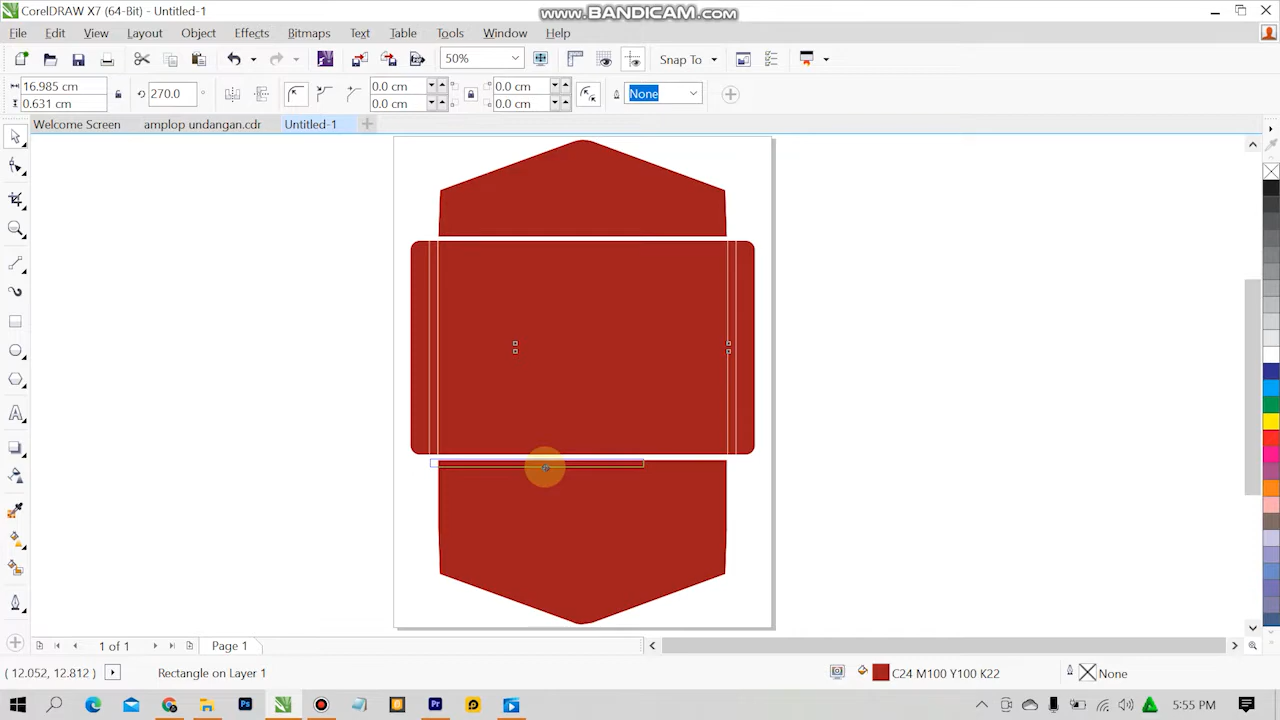 CorelDRAW X7 (64-Bit) - Untitled-1
www.BANDICAM.com
File Edit View Layout Object Effects Bitmaps Text Table Tools Window Help
50% Snap To
16.985 cm
0.631 cm
270.0 °
0.0 cm
0.0 cm
0.0 cm
0.0 cm
None
Welcome Screen amplop undangan.cdr Untitled-1
1 of 1 Page 1
( 12.052, 12.812 ) Rectangle on Layer 1 C24 M100 Y100 K22 None
5:55 PM